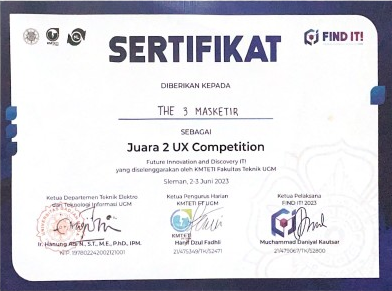 FIND IT!
SERTIFIKAT
DIBERIKAN KEPADA
THE 3 MASKETIR
SEBAGAI
Juara 2 UX Competition
Future Innovation and Discovery IT!
yang diselenggarakan oleh KMTETI Fakultas Teknik UGM
Sleman, 2-3 Juni 2023
Ketua Departemen Teknik Elektro
dan Teknologi Informasi UGM
Ir. Hanung Adi N., S.T., M.E., Ph.D., IPM.
NIP. 197802242002121001
Ketua Pengurus Harian
KMTETI FT UGM
KMTETI
Hanif Dzul Fadhli
21/475349/TK/52471
Ketua Pelaksana
FIND IT! 2023
Muchammad Daniyal Kautsar
21/479067/TK/52800